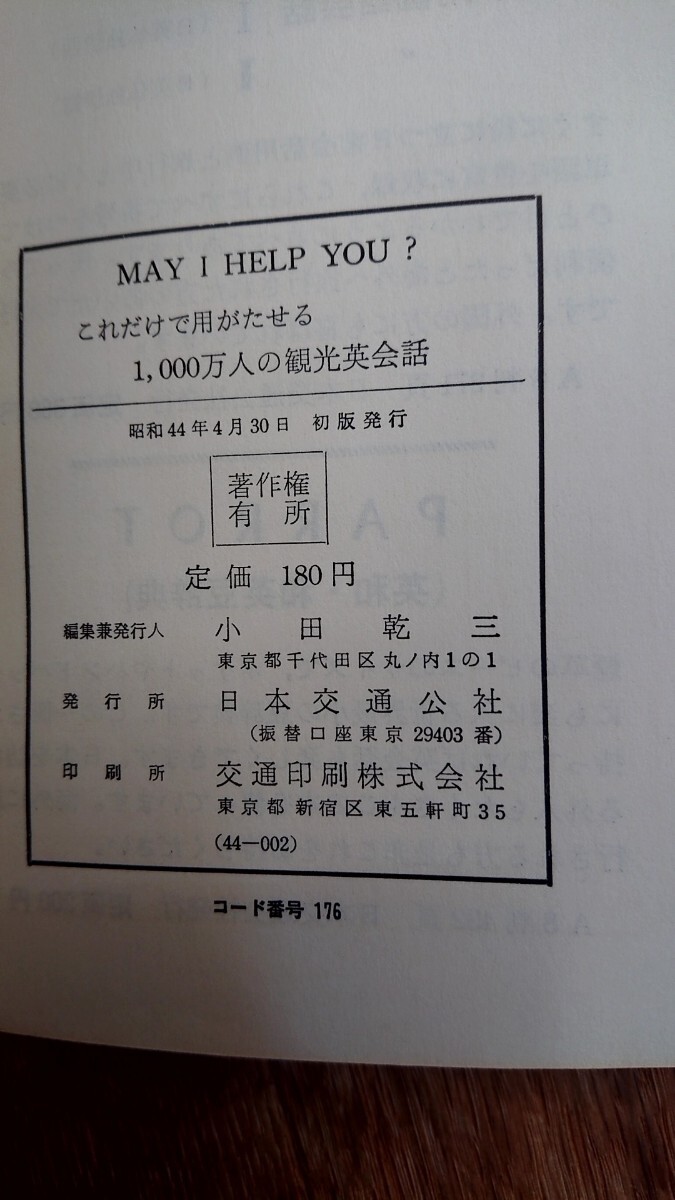 MAY I HELP YOU ?
これだけで用がたせる
1,000万人の観光英会話
昭和44年4月30日 初版発行
著作権
有 所
定 価 180円
編集兼発行人 小 田 乾 三
東京都千代田区丸ノ内1の1
発 行 所 日本交通公社
(振替口座東京 29403 番)
印 刷 所 交通印刷株式会社
東京都新宿区東五軒町35
(44—002)
コード番号 176